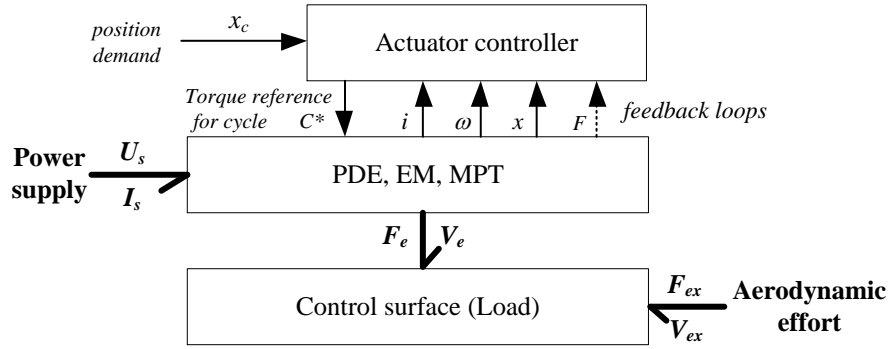 position
demand
x_c
Actuator controller
Torque reference
for cycle C*
i
ω
x
F
feedback loops
Power
supply
U_s
I_s
PDE, EM, MPT
F_e
V_e
Control surface (Load)
F_ex
V_ex
Aerodynamic
effort